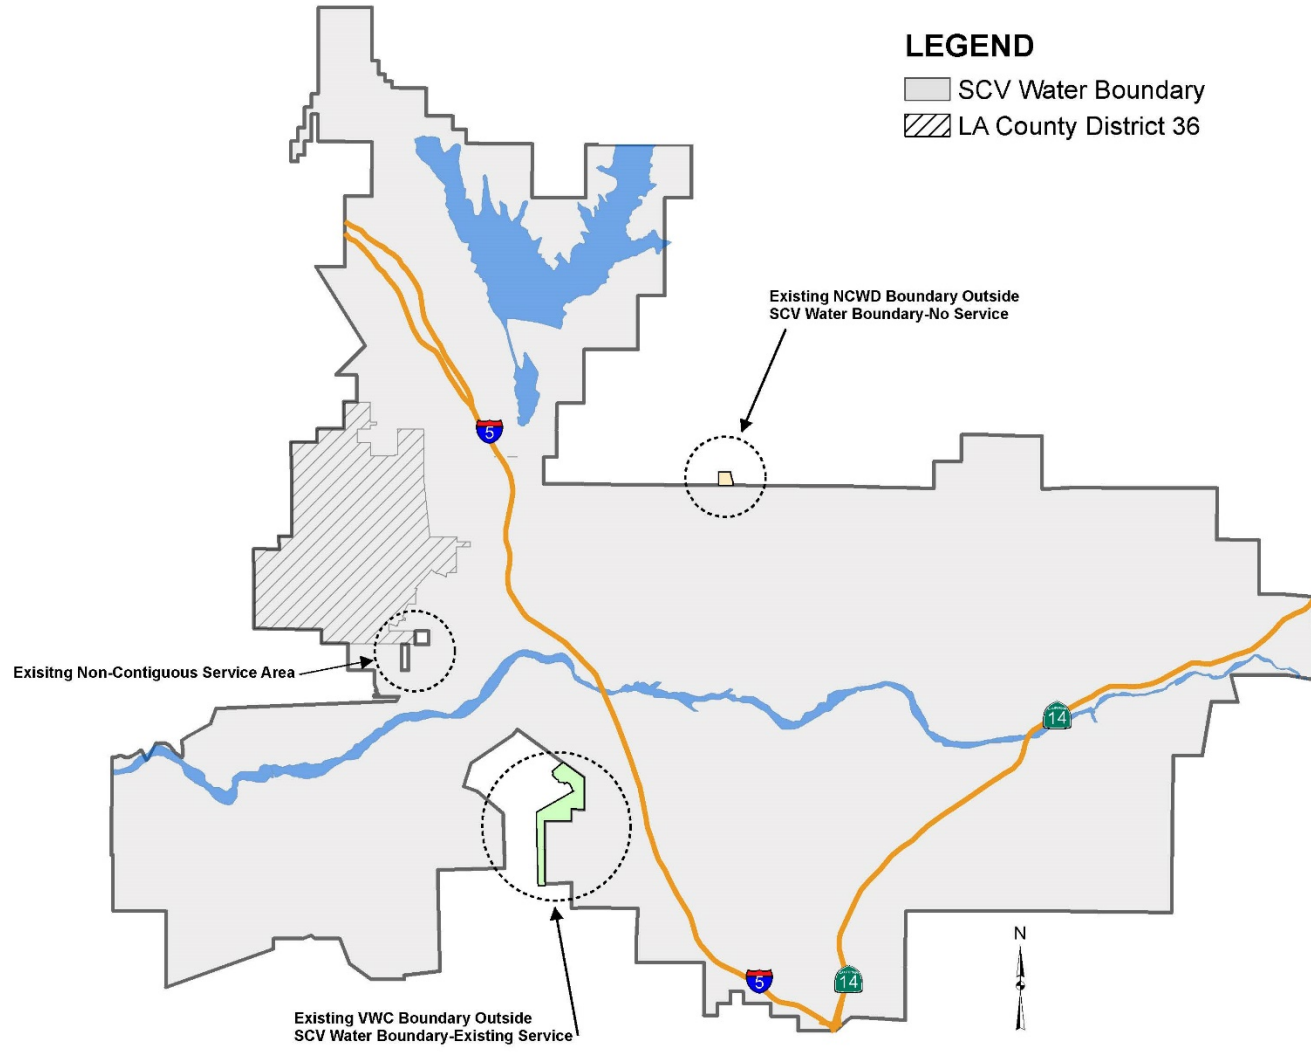 LEGEND
SCV Water Boundary
LA County District 36
Existing NCWD Boundary Outside
SCV Water Boundary-No Service
5
Exisitng Non-Contiguous Service Area
14
N
5
14
Existing VWC Boundary Outside
SCV Water Boundary-Existing Service